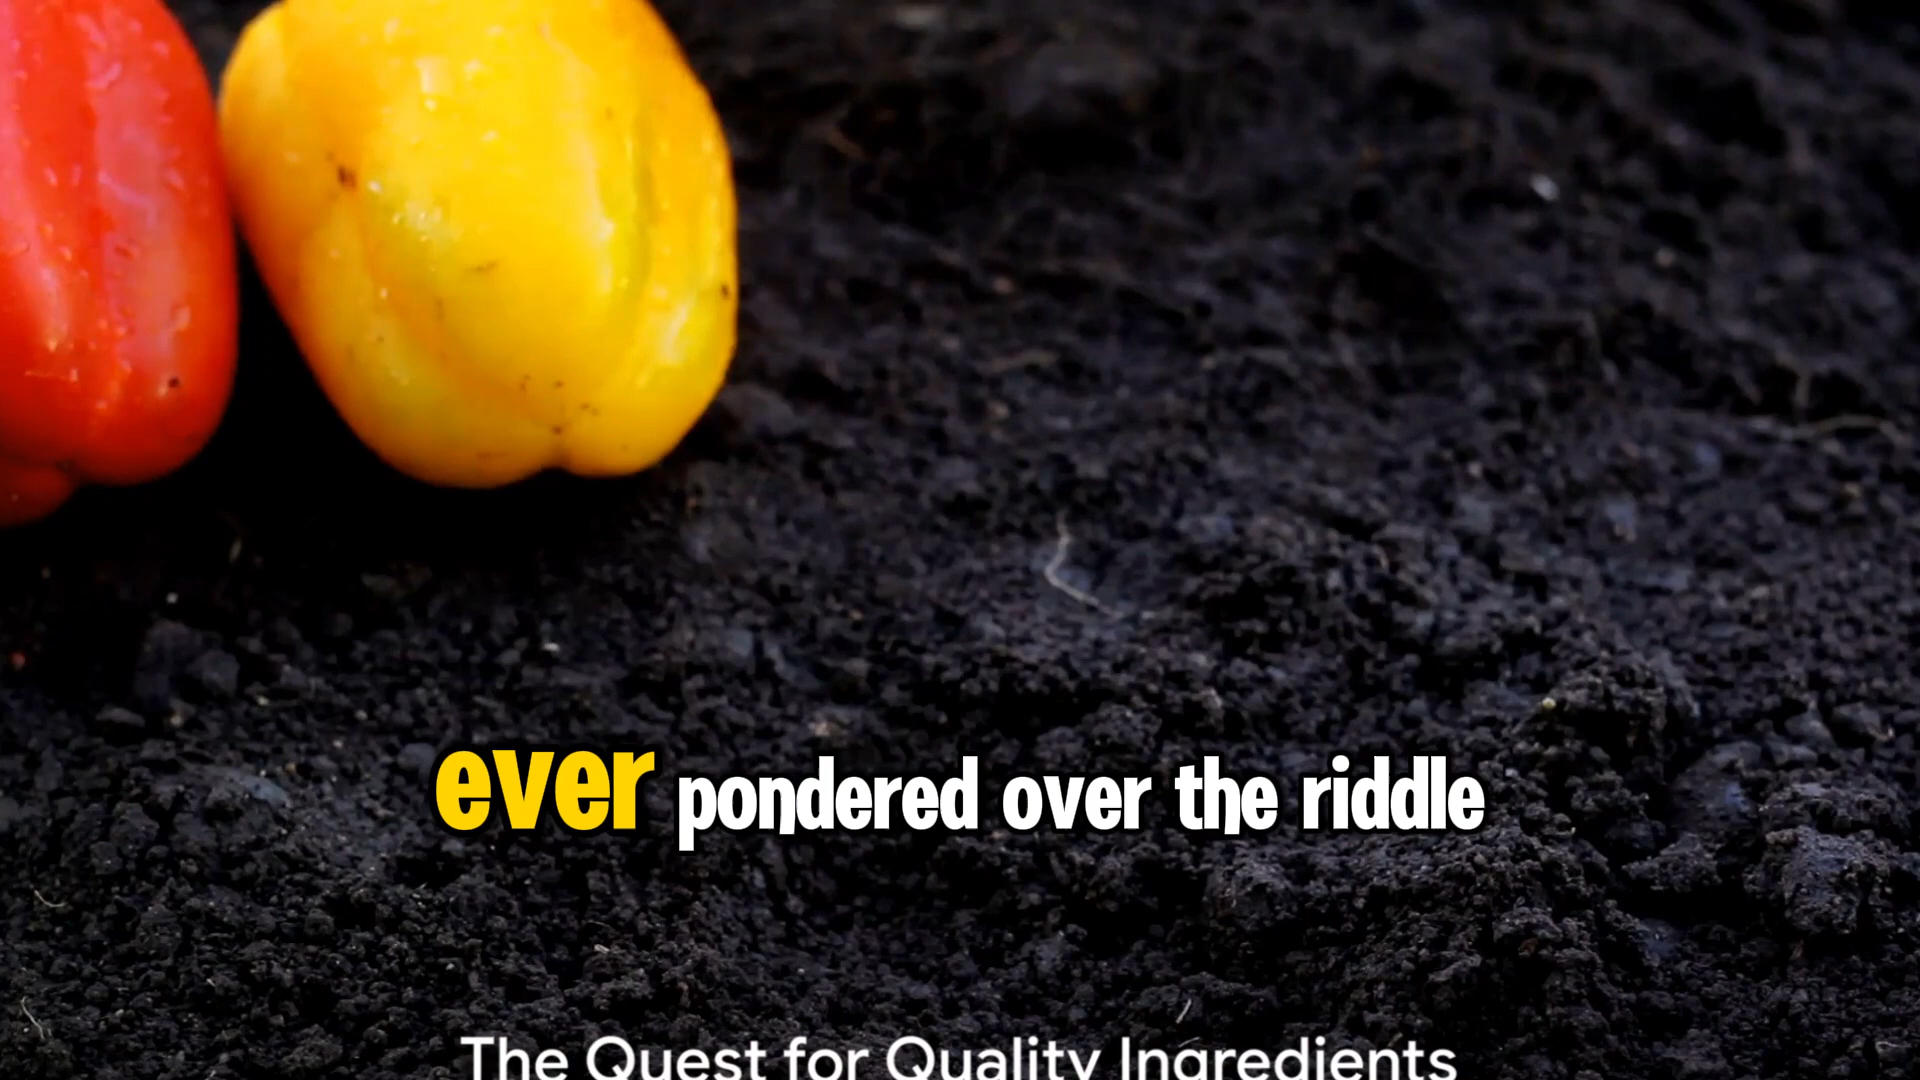 ever pondered over the riddle
The Quest for Quality Ingredients